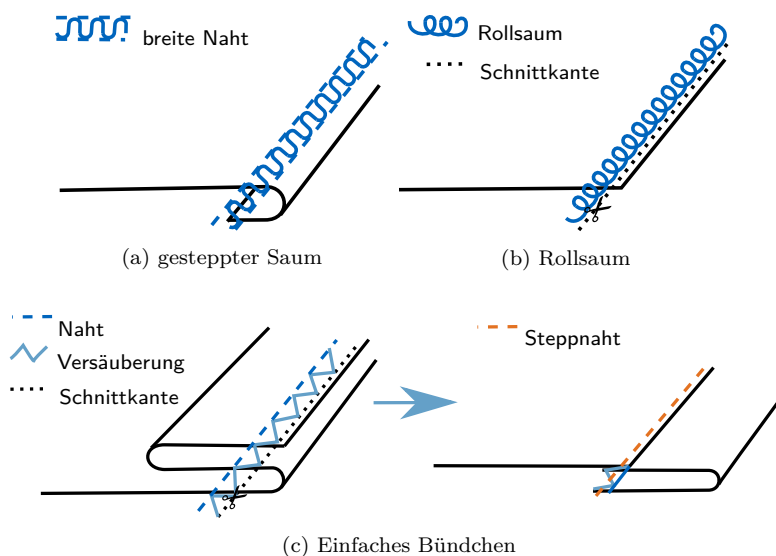 breite Naht
Rollsaum
Schnittkante
(a) gesteppter Saum
(b) Rollsaum
Naht
Versäuberung
Schnittkante
Steppnaht
(c) Einfaches Bündchen